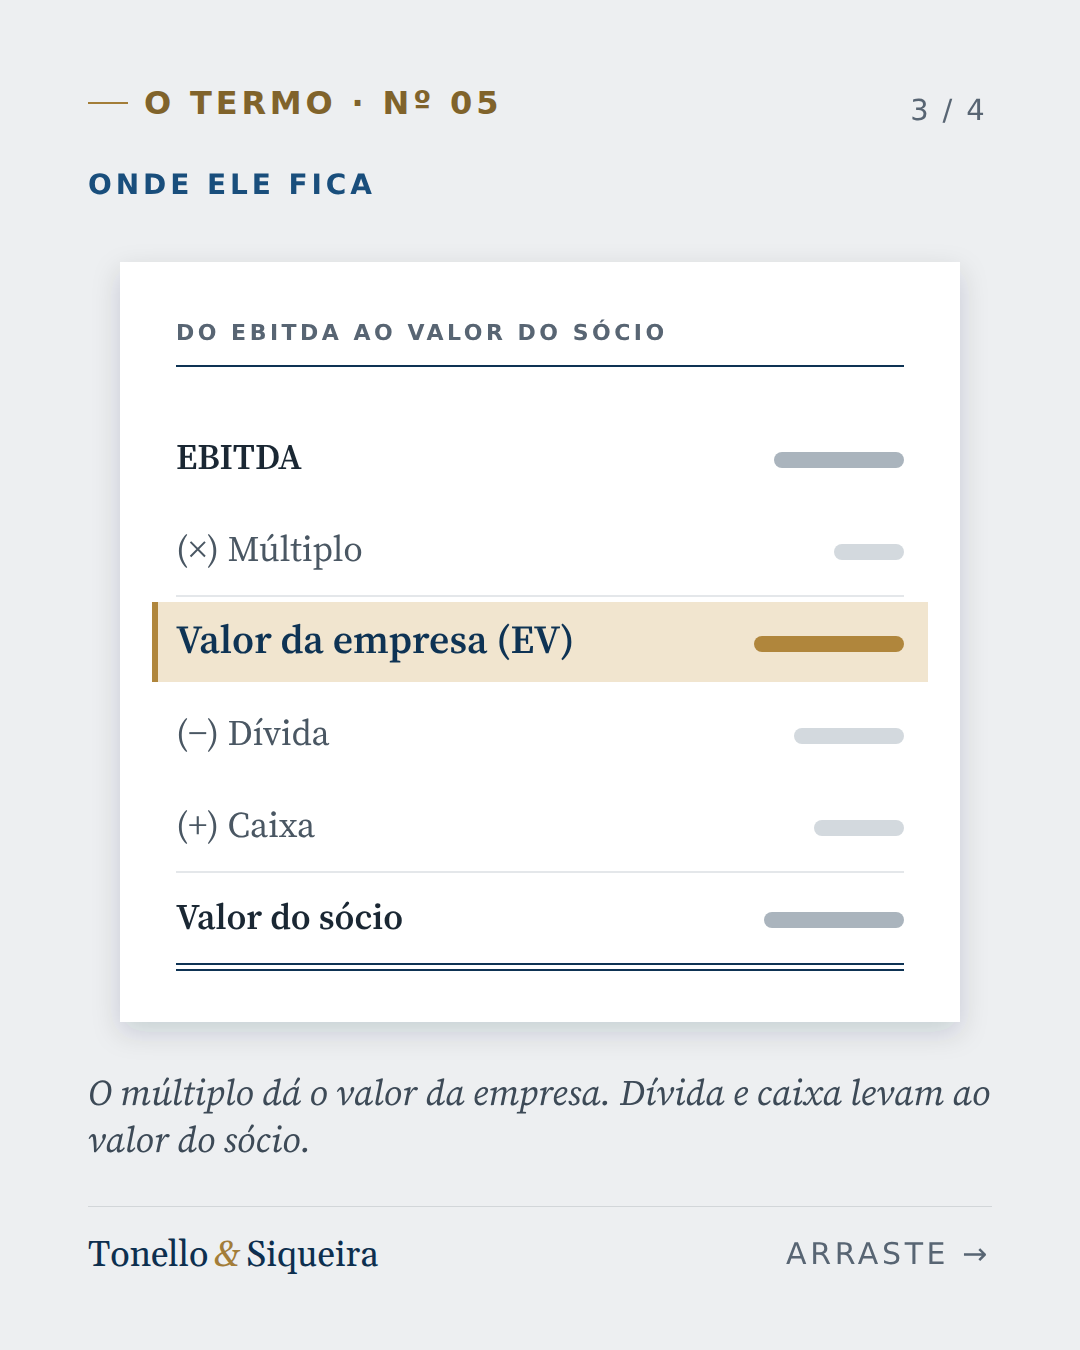 O TERMO · Nº 05
3 / 4
ONDE ELE FICA
DO EBITDA AO VALOR DO SÓCIO
EBITDA
(×) Múltiplo
Valor da empresa (EV)
(−) Dívida
(+) Caixa
Valor do sócio
O múltiplo dá o valor da empresa. Dívida e caixa levam ao
valor do sócio.
Tonello & Siqueira
ARRASTE →